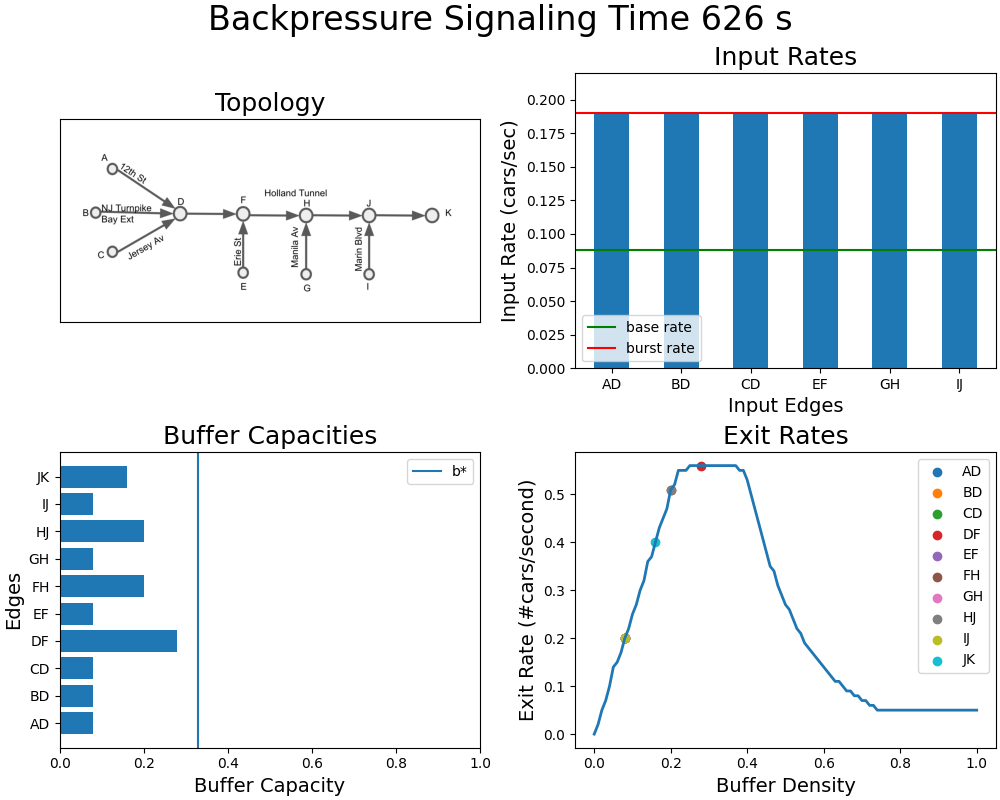 Backpressure Signaling Time 626 s
Topology
A
12th St
B
NJ Turnpike
Bay Ext
C
Jersey Av
D
F
Holland Tunnel
H
J
K
Erie St
Manila Av
Marin Blvd
E
G
I
Input Rates
Input Rate (cars/sec)
0.200
0.175
0.150
0.125
0.100
0.075
0.050
0.025
0.000
base rate
burst rate
AD BD CD EF GH IJ
Input Edges
Buffer Capacities
Edges
JK
IJ
HJ
GH
FH
EF
DF
CD
BD
AD
b*
0.0 0.2 0.4 0.6 0.8 1.0
Buffer Capacity
Exit Rates
Exit Rate (#cars/second)
0.5
0.4
0.3
0.2
0.1
0.0
AD
BD
CD
DF
EF
FH
GH
HJ
IJ
JK
0.0 0.2 0.4 0.6 0.8 1.0
Buffer Density